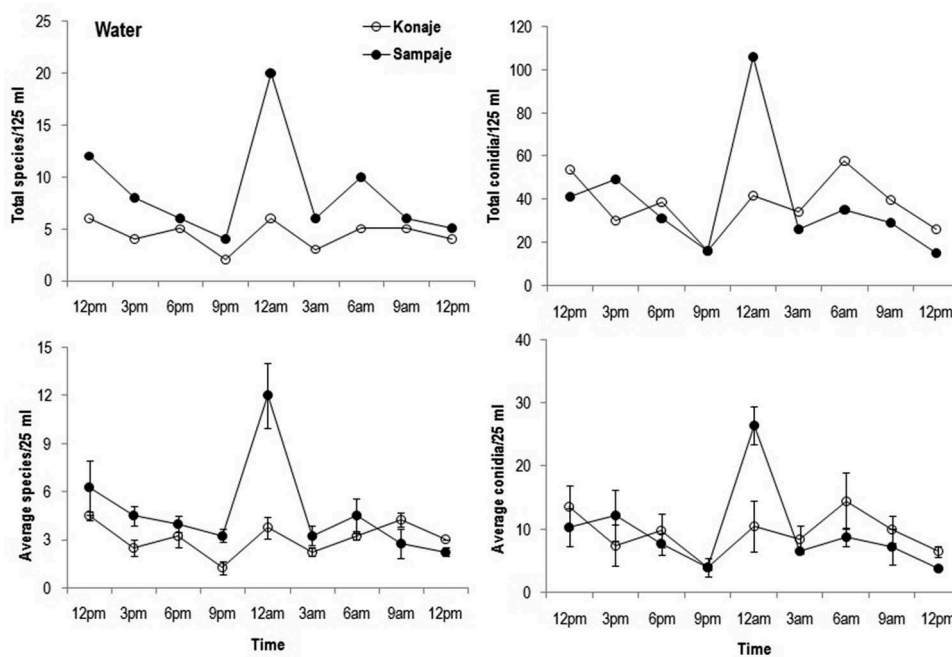 Water
Konaje
Sampaje
Total species/125 ml
25
20
15
10
5
0
12pm 3pm 6pm 9pm 12am 3am 6am 9am 12pm
Total conidia/125 ml
120
100
80
60
40
20
0
12pm 3pm 6pm 9pm 12am 3am 6am 9am 12pm
Average species/25 ml
15
12
9
6
3
0
12pm 3pm 6pm 9pm 12am 3am 6am 9am 12pm
Time
Average conidia/25 ml
40
30
20
10
0
12pm 3pm 6pm 9pm 12am 3am 6am 9am 12pm
Time